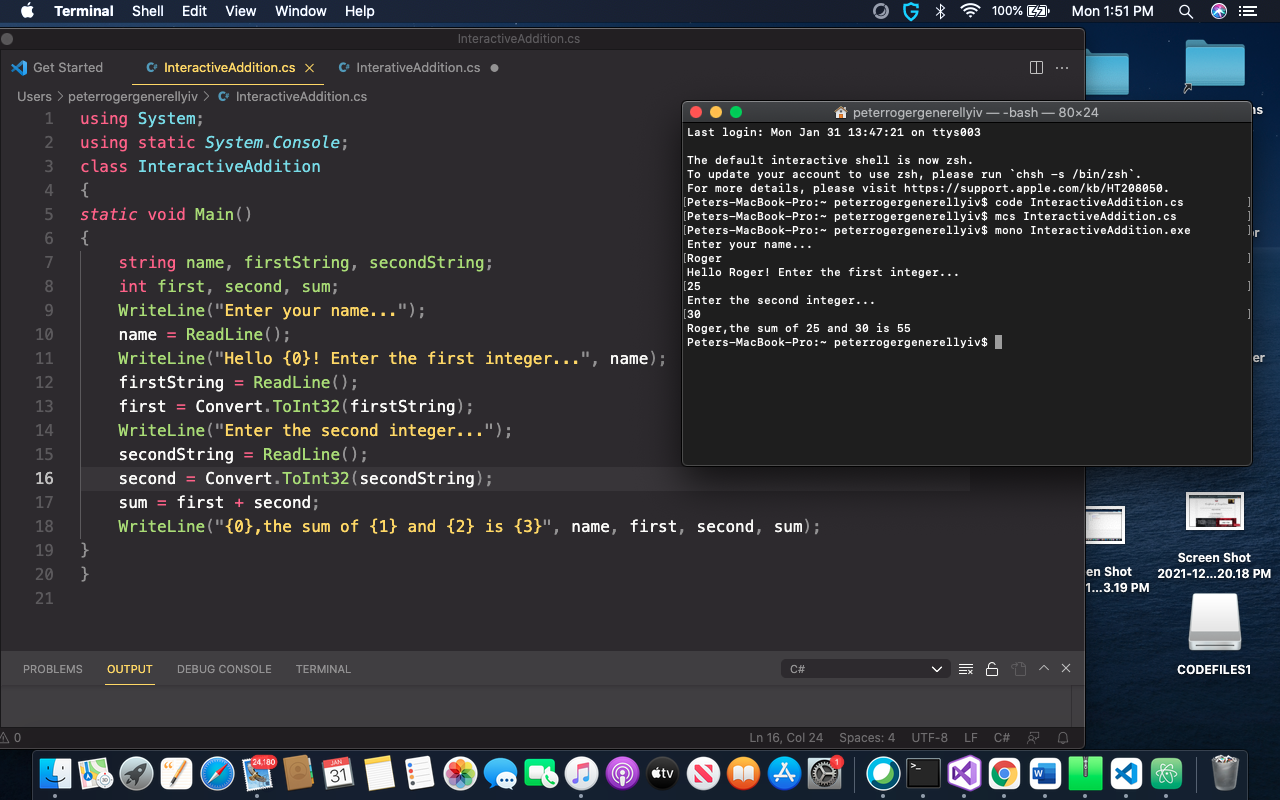 Terminal Shell Edit View Window Help 100% Mon 1:51 PM
InteractiveAddition.cs
Get Started InteractiveAddition.cs InterativeAddition.cs
Users > peterrogergenerellyiv > InteractiveAddition.cs
1 using System;
2 using static System.Console;
3 class InteractiveAddition
4 {
5 static void Main()
6 {
7 string name, firstString, secondString;
8 int first, second, sum;
9 WriteLine("Enter your name...");
10 name = ReadLine();
11 WriteLine("Hello {0}! Enter the first integer...", name);
12 firstString = ReadLine();
13 first = Convert.ToInt32(firstString);
14 WriteLine("Enter the second integer...");
15 secondString = ReadLine();
16 second = Convert.ToInt32(secondString);
17 sum = first + second;
18 WriteLine("{0},the sum of {1} and {2} is {3}", name, first, second, sum);
19 }
20 }
21
peterrogergenerellyiv — -bash — 80×24
Last login: Mon Jan 31 13:47:21 on ttys003
The default interactive shell is now zsh.
To update your account to use zsh, please run `chsh -s /bin/zsh`.
For more details, please visit https://support.apple.com/kb/HT208050.
[Peters-MacBook-Pro:~ peterrogergenerellyiv$ code InteractiveAddition.cs ]
[Peters-MacBook-Pro:~ peterrogergenerellyiv$ mcs InteractiveAddition.cs ]
[Peters-MacBook-Pro:~ peterrogergenerellyiv$ mono InteractiveAddition.exe ]
Enter your name...
[Roger ]
Hello Roger! Enter the first integer...
[25 ]
Enter the second integer...
[30 ]
Roger,the sum of 25 and 30 is 55
Peters-MacBook-Pro:~ peterrogergenerellyiv$
ns
r
er
en Shot
1...3.19 PM
Screen Shot
2021-12...20.18 PM
CODEFILES1
PROBLEMS OUTPUT DEBUG CONSOLE TERMINAL C#
0 Ln 16, Col 24 Spaces: 4 UTF-8 LF C#
24,180
JAN
31
tv
1